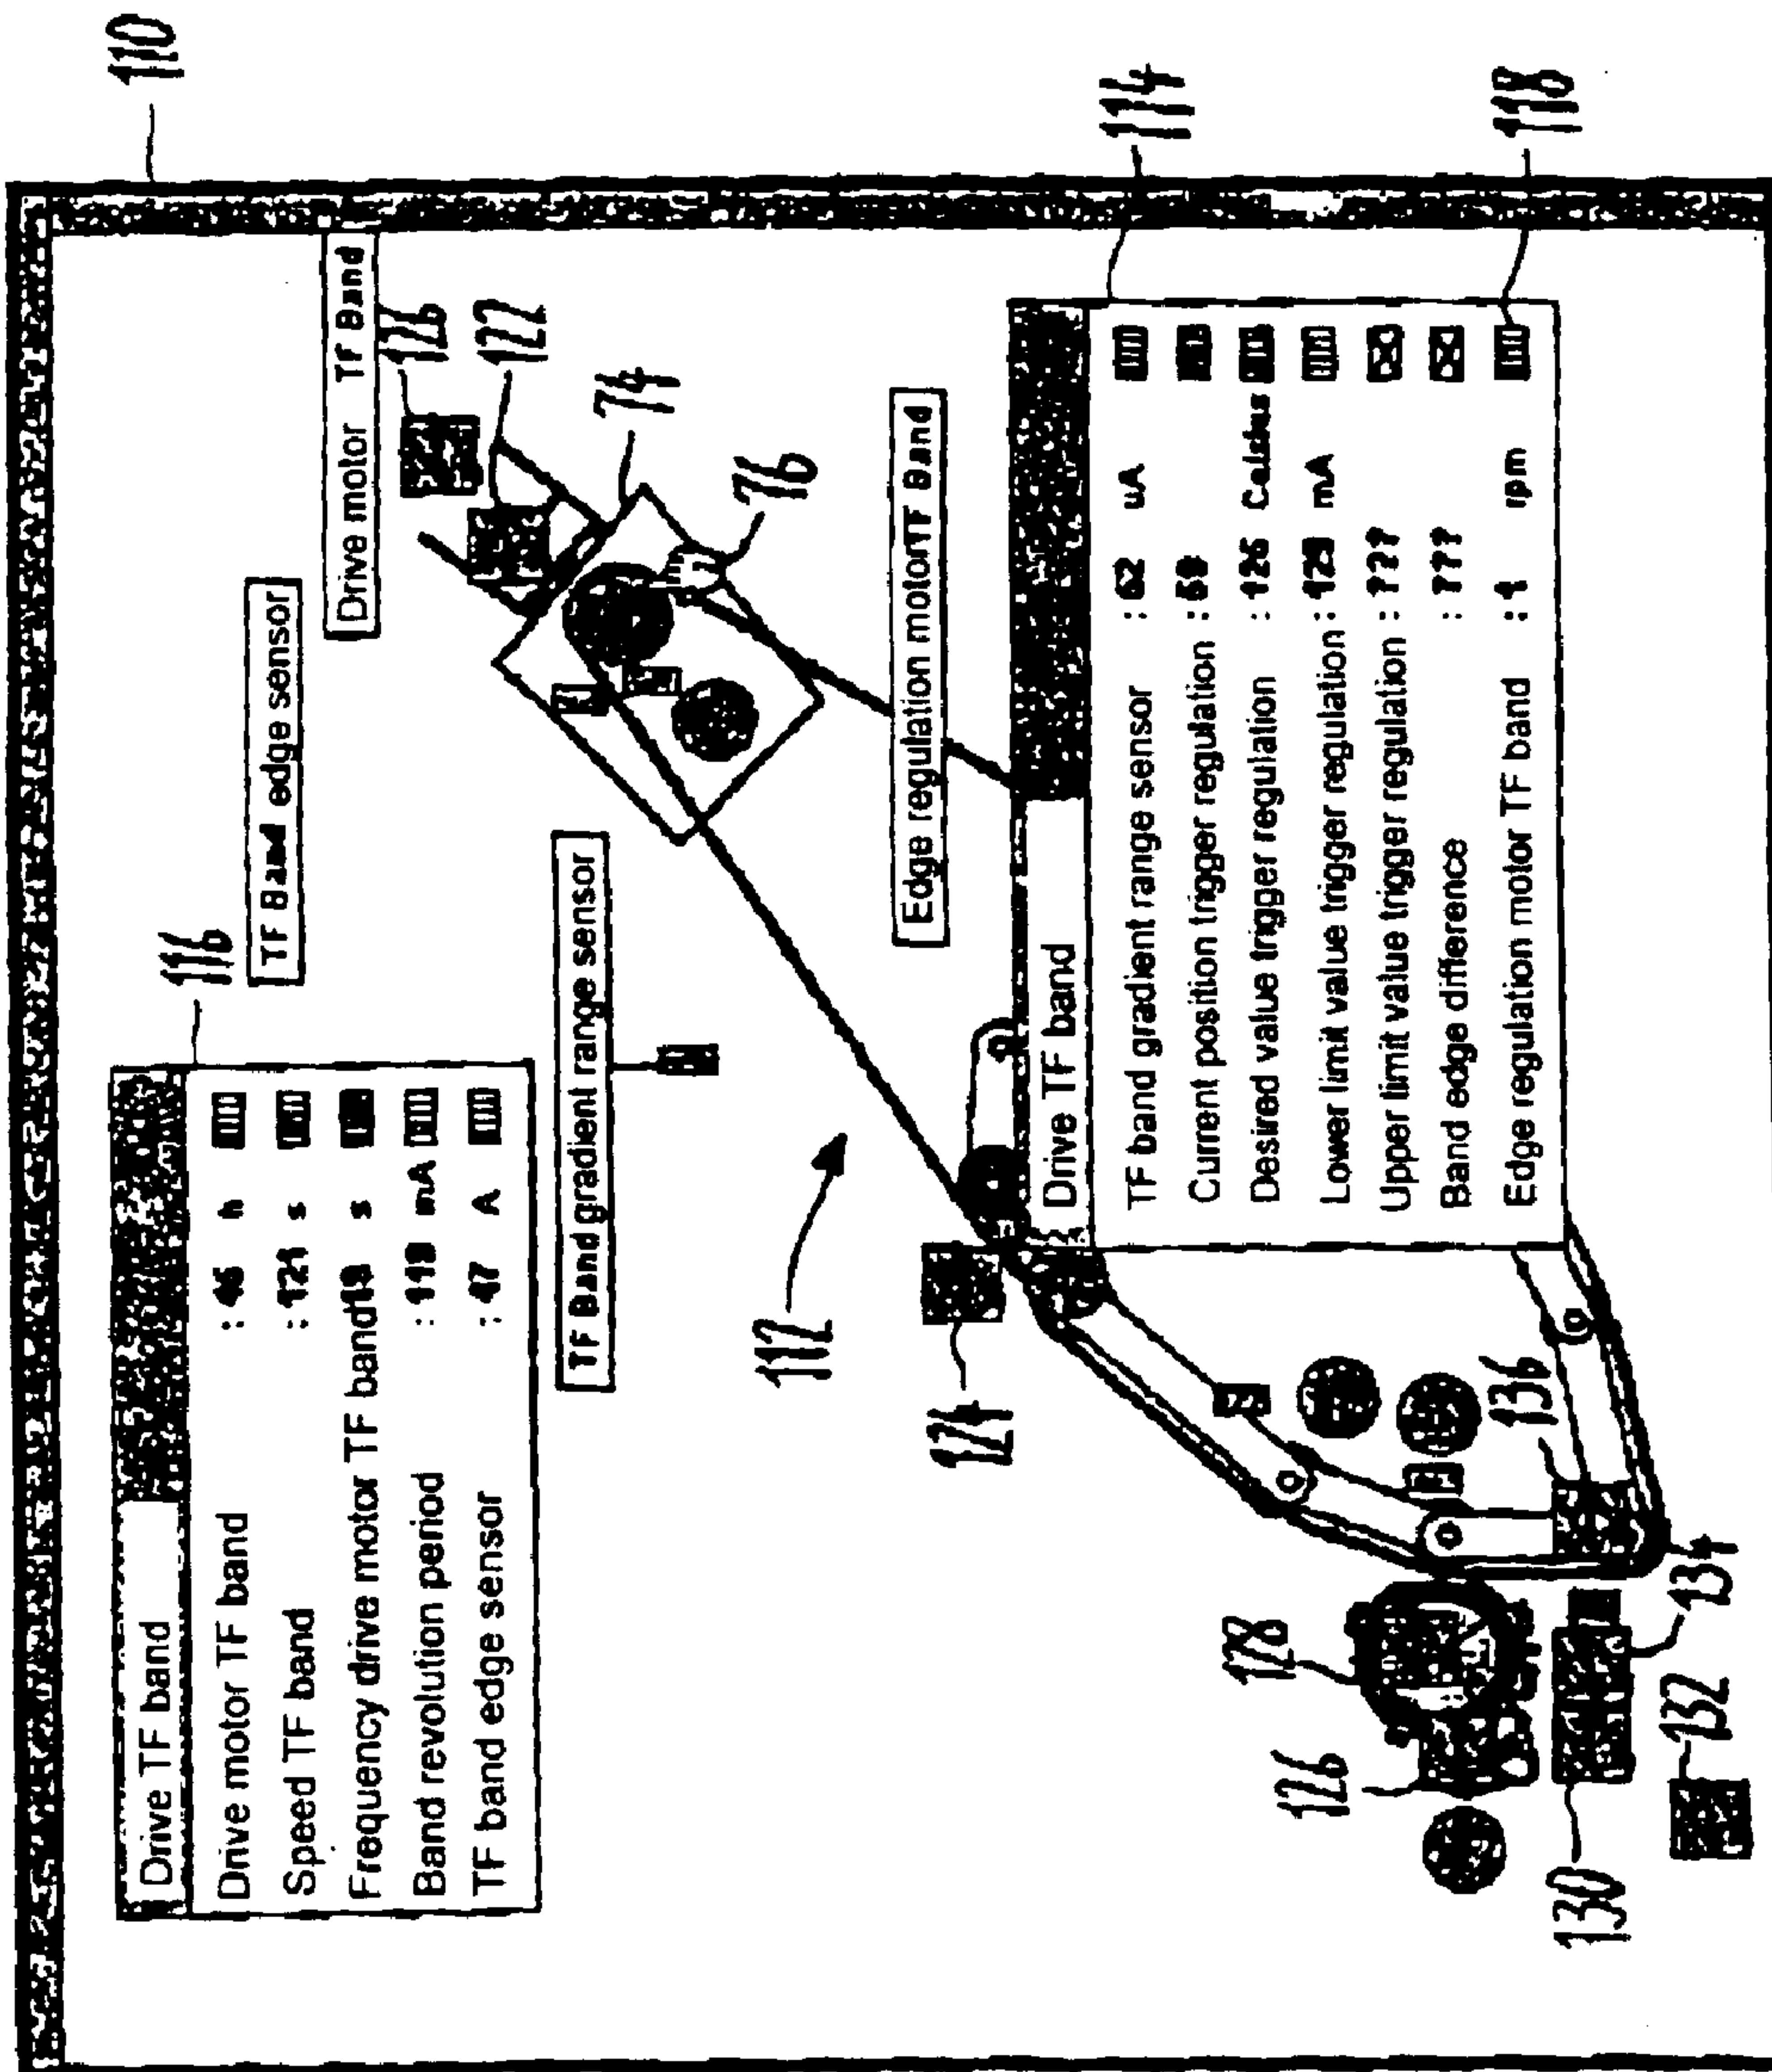 110
116
Drive TF band
Drive motor TF band : 46 h
Speed TF band : 121 s
Frequency drive motor TF band 19 s
Band revolution period : 119 mA
TF band edge sensor : 47 A
TF Band edge sensor
Drive motor TF Band
126
122
74
76
TF Band gradient range sensor
112
Edge regulation motor TF Band
124
114
Drive TF band
TF band gradient range sensor : 62 uA
Current position trigger regulation : 59
Desired value trigger regulation : 126 Celsius
Lower limit value trigger regulation : 129 mA
Upper limit value trigger regulation : ???
Band edge difference : ???
Edge regulation motor TF band : 1 rpm
118
128
126
136
130
134
132